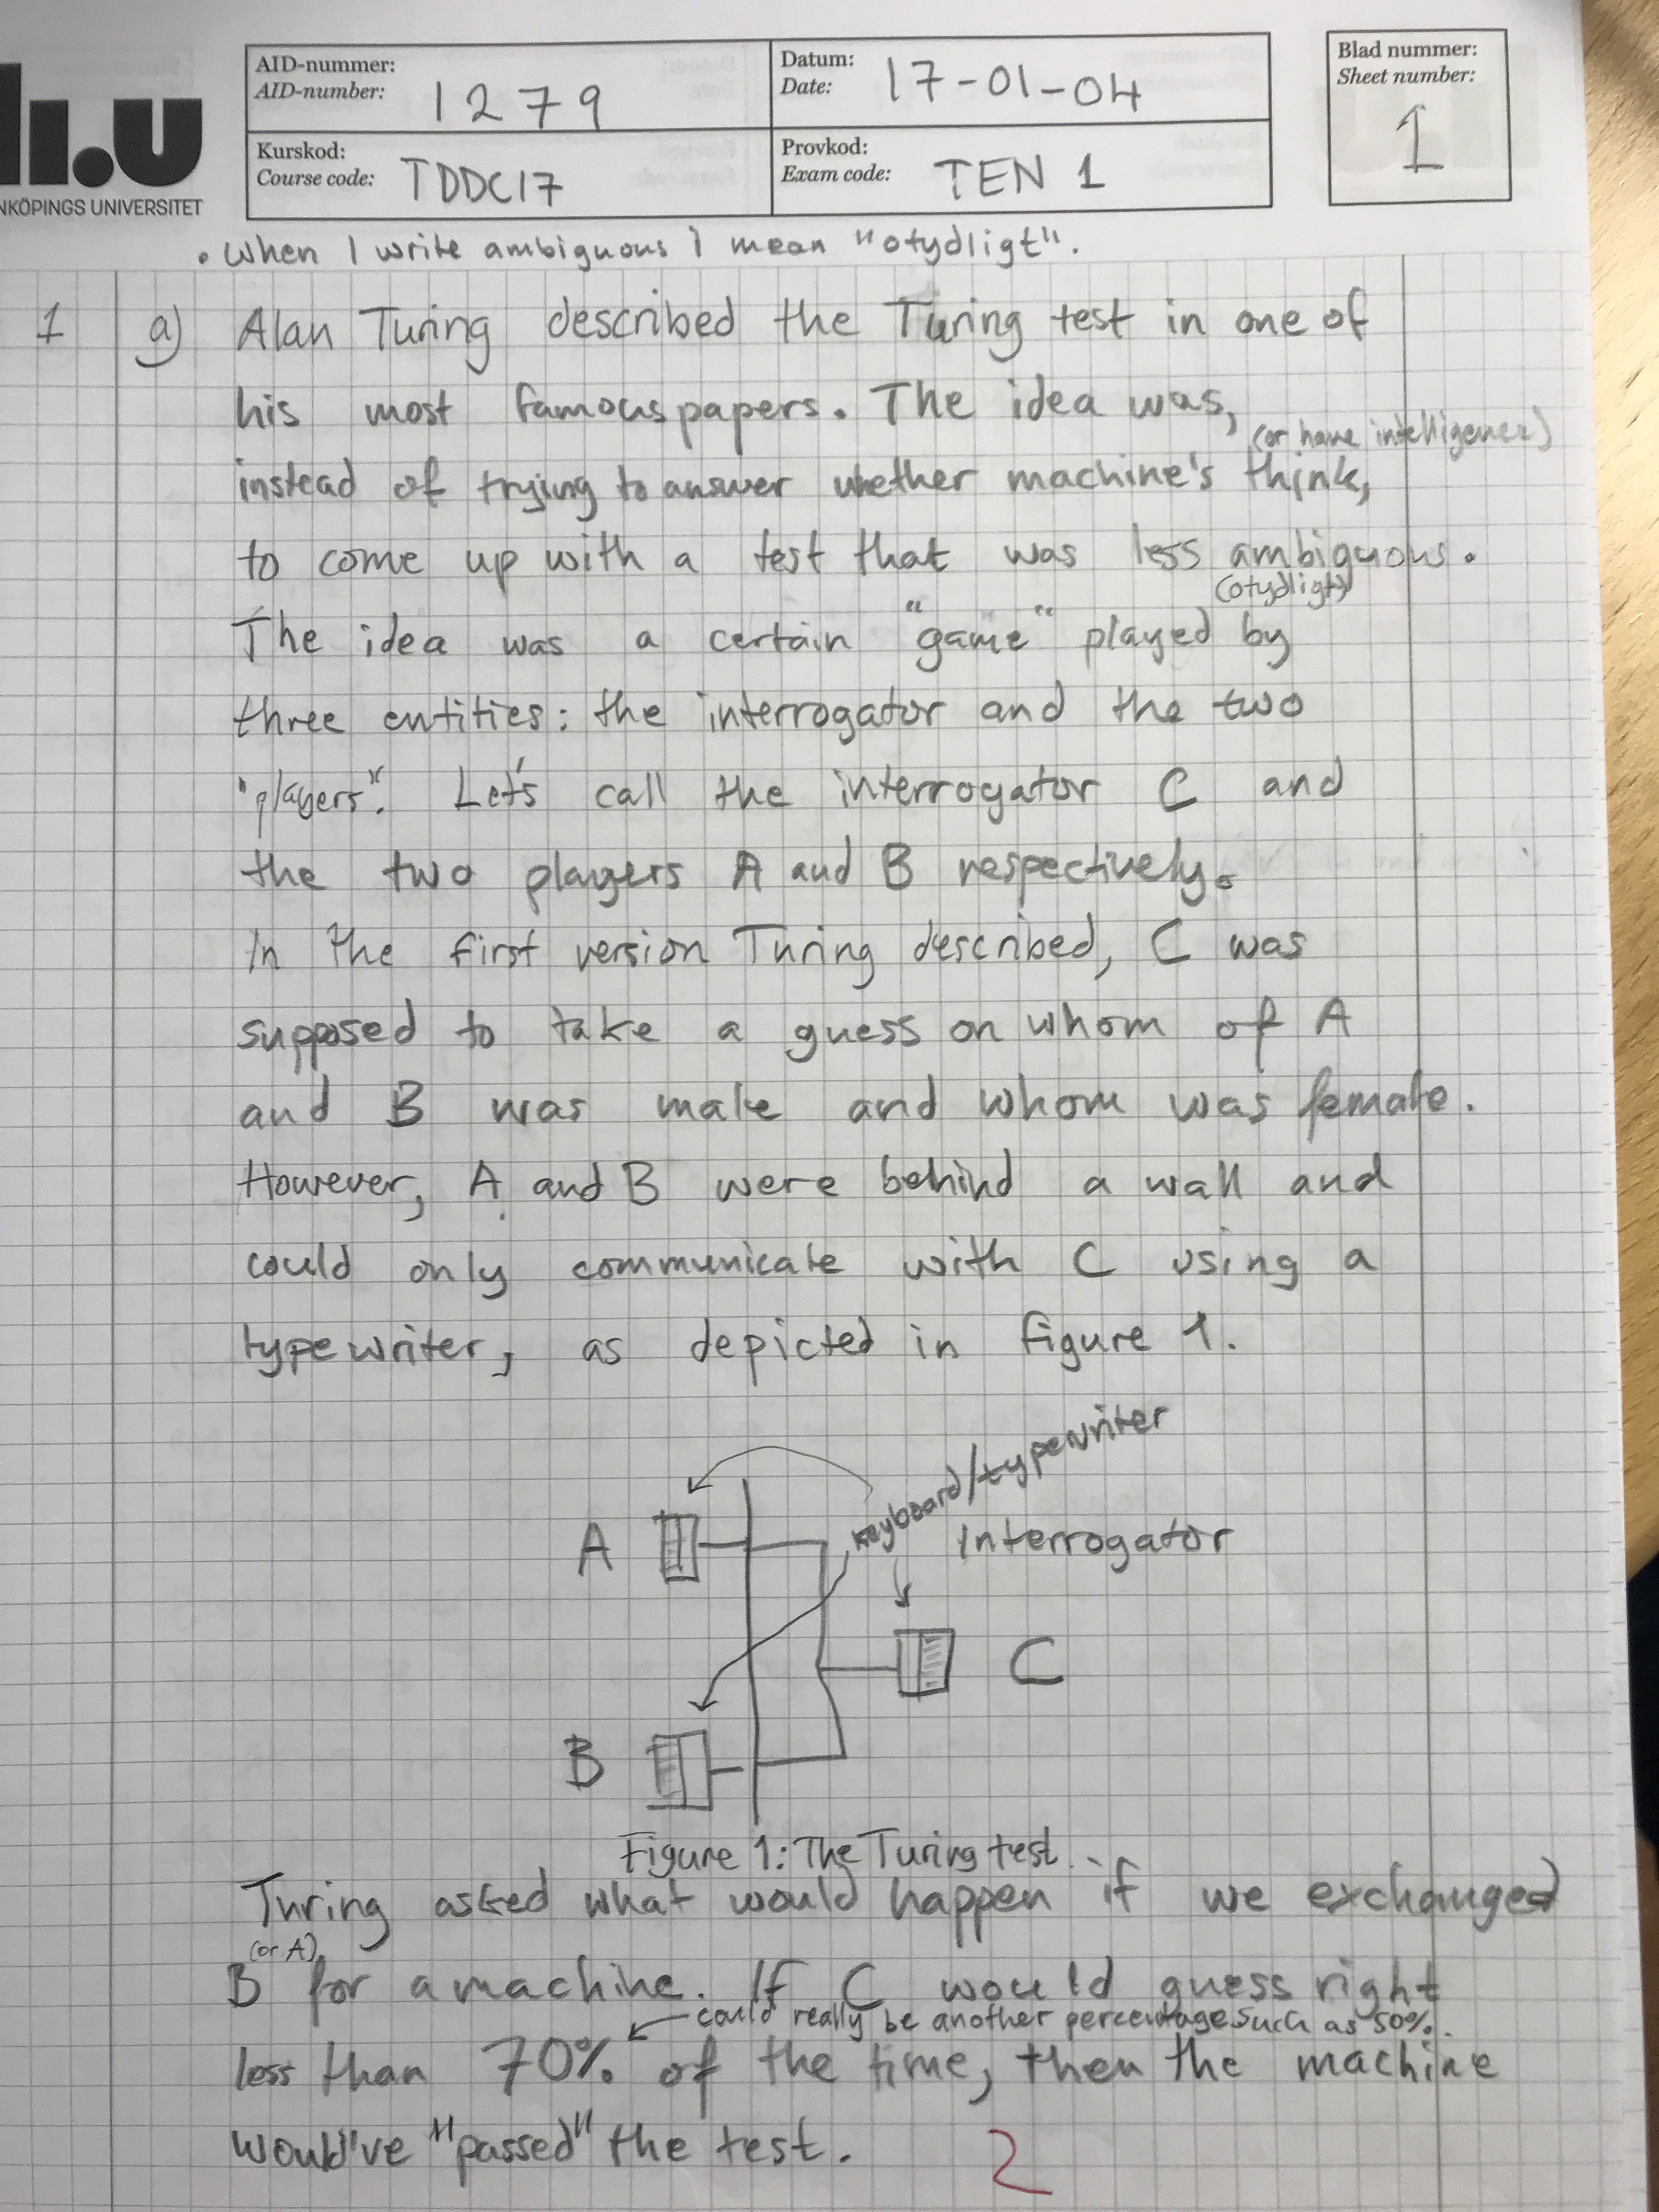 li.u
NKÖPINGS UNIVERSITET
AID-nummer:
AID-number: 1279
Datum:
Date: 17-01-04
Blad nummer:
Sheet number:
1
Kurskod:
Course code: TDDC17
Provkod:
Exam code: TEN 1
• When I write ambiguous I mean "otydligt".
1 a) Alan Turing described the Turing test in one of
his most famous papers. The idea was,
(or have intelligence)
instead of trying to answer whether machine's think,
to come up with a test that was less ambiguous.
(otydligt)
The idea was a certain "game" played by
three entities: the interrogator and the two
"players". Let's call the interrogator C and
the two players A and B respectively.
In the first version Turing described, C was
supposed to take a guess on whom of A
and B was male and whom was female.
However, A and B were behind a wall and
could only communicate with C using a
typewriter, as depicted in figure 1.
keyboard/typewriter
A
Interrogator
C
B
Figure 1: The Turing test.
Turing asked what would happen if we exchanged
(or A)
B for a machine. If C would guess right
could really be another percentage such as 50%.
less than 70% of the time, then the machine
would've "passed" the test.
2